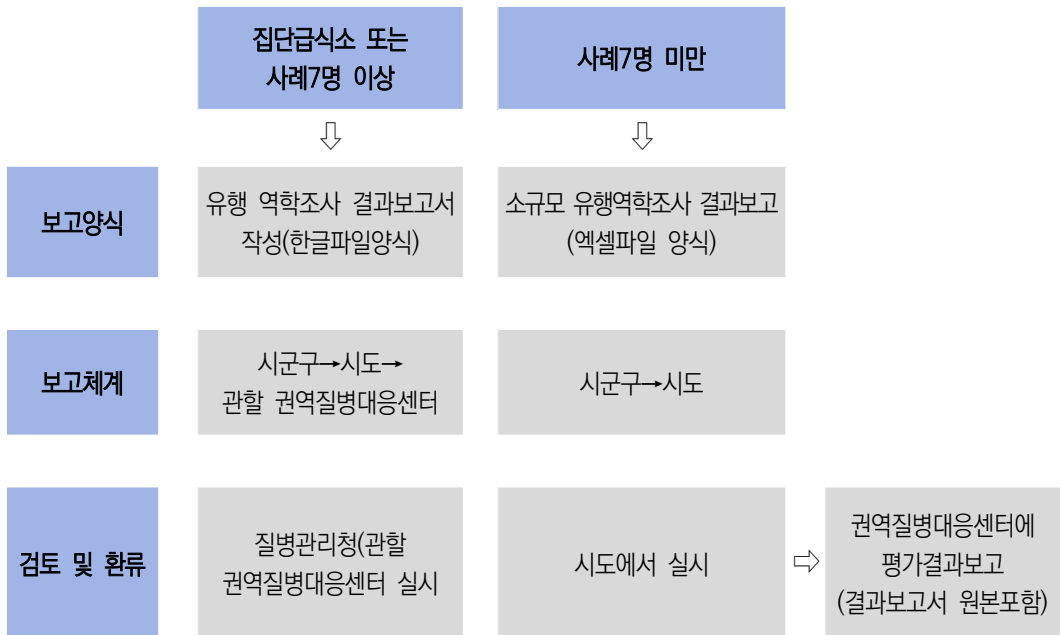 집단급식소 또는
사례7명 이상
사례7명 미만
⇩
⇩
보고양식
유행 역학조사 결과보고서
작성(한글파일양식)
소규모 유행역학조사 결과보고
(엑셀파일 양식)
보고체계
시군구→시도→
관할 권역질병대응센터
시군구→시도
검토 및 환류
질병관리청(관할
권역질병대응센터 실시
시도에서 실시
⇨
권역질병대응센터에
평가결과보고
(결과보고서 원본포함)